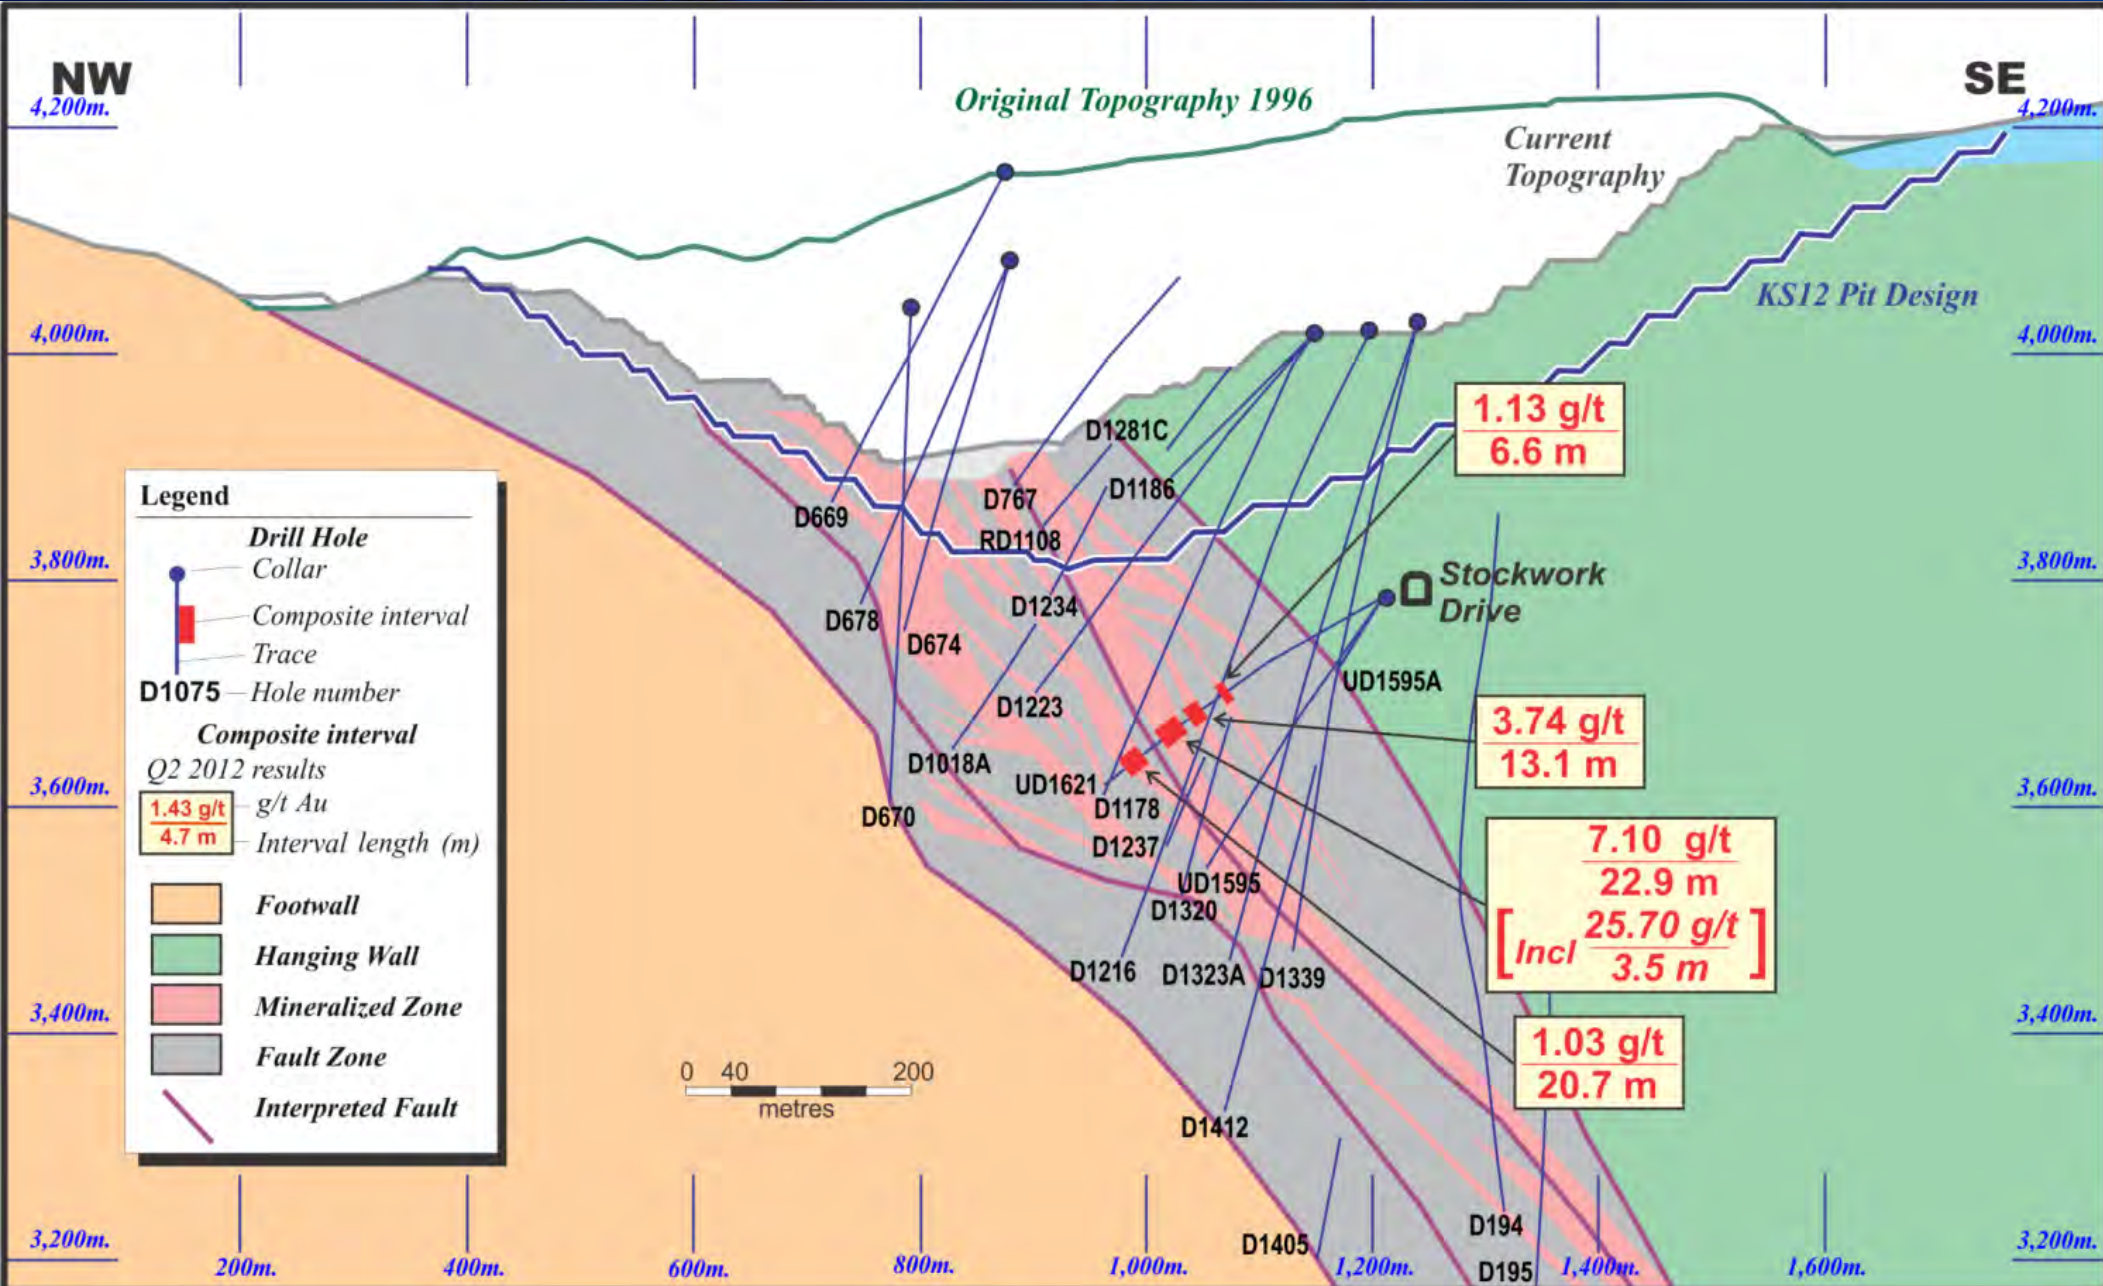 NW
SE
4,200m.
4,200m.
Original Topography 1996
Current
Topography
KS12 Pit Design
4,000m.
4,000m.
1.13 g/t
6.6 m
D1281C
D1186
D767
D669
RD1108
Legend
Drill Hole
Collar
Composite interval
Trace
D1075
Hole number
Composite interval
Q2 2012 results
1.43 g/t
4.7 m
g/t Au
Interval length (m)
Footwall
Hanging Wall
Mineralized Zone
Fault Zone
Interpreted Fault
3,800m.
3,800m.
Stockwork
Drive
D1234
D678
D674
UD1595A
D1223
3.74 g/t
13.1 m
D1018A
UD1621
D1178
3,600m.
3,600m.
D670
D1237
7.10 g/t
22.9 m
[Incl 25.70 g/t
3.5 m]
UD1595
D1320
D1216
D1323A
D1339
3,400m.
3,400m.
1.03 g/t
20.7 m
0 40 200
metres
D1412
D194
D1405
D195
3,200m.
3,200m.
200m.
400m.
600m.
800m.
1,000m.
1,200m.
1,400m.
1,600m.